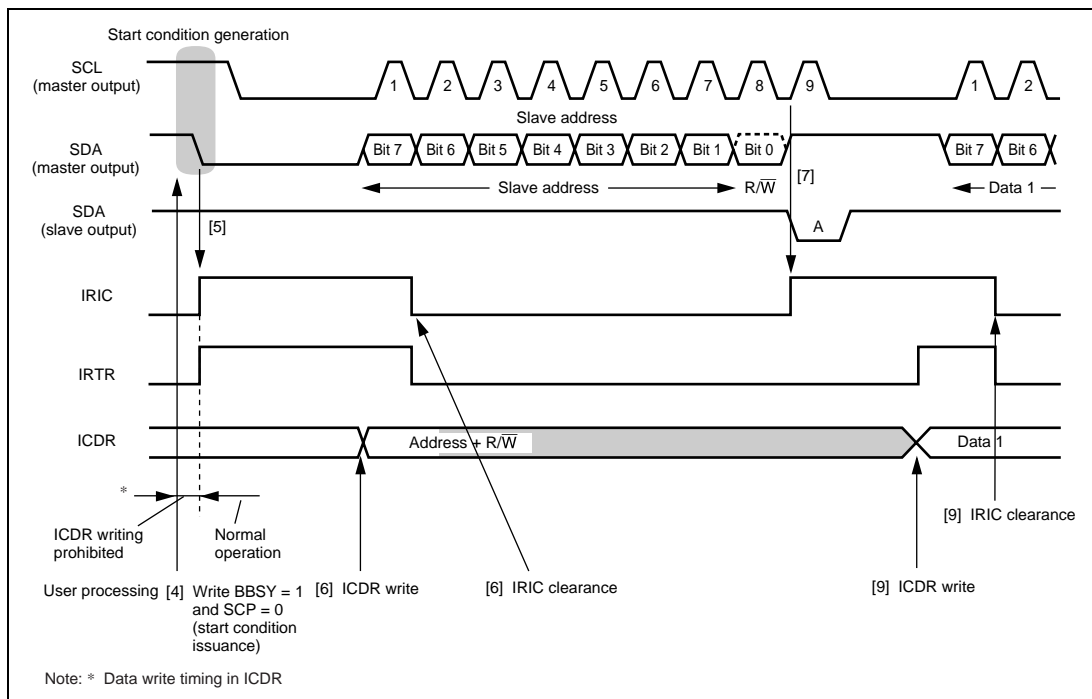 Start condition generation
SCL
(master output)
1 2 3 4 5 6 7 8 9 1 2
Slave address
SDA
(master output)
Bit 7 Bit 6 Bit 5 Bit 4 Bit 3 Bit 2 Bit 1 Bit 0 Bit 7 Bit 6
Slave address R/W̅ [7] Data 1
SDA
(slave output)
[5] A
IRIC
IRTR
ICDR
Address + R/W̅ Data 1
*
ICDR writing
prohibited
Normal
operation
[9] IRIC clearance
User processing [4] Write BBSY = 1
and SCP = 0
(start condition
issuance)
[6] ICDR write
[6] IRIC clearance
[9] ICDR write
Note: * Data write timing in ICDR